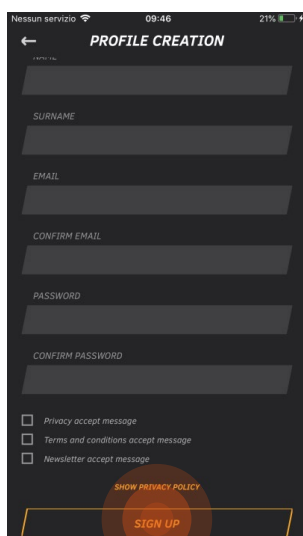 Nessun servizio 09:46 21%
← PROFILE CREATION
NAME
SURNAME
EMAIL
CONFIRM EMAIL
PASSWORD
CONFIRM PASSWORD
Privacy accept message
Terms and conditions accept message
Newsletter accept message
SHOW PRIVACY POLICY
SIGN UP